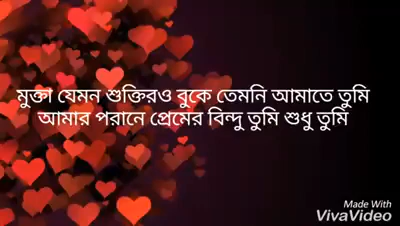 মুক্তা যেমন শুক্তিরও বুকে তেমনি আমাতে তুমি
আমার পরানে প্রেমের বিন্দু তুমি শুধু তুমি
Made With
VivaVideo